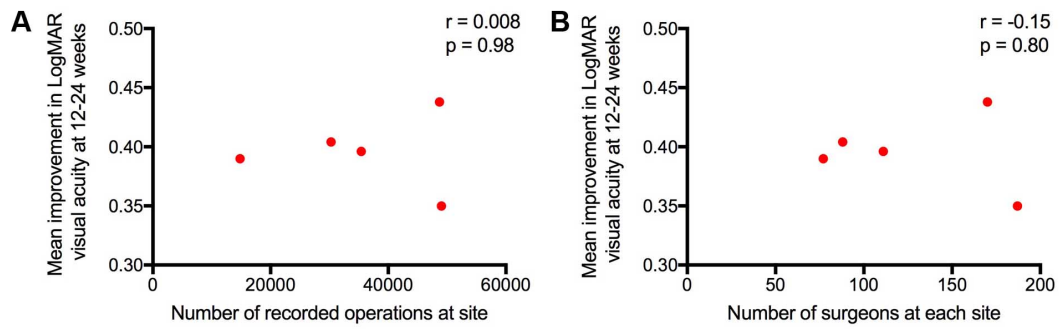 A
Mean improvement in LogMAR
visual acuity at 12-24 weeks
0.50
0.45
0.40
0.35
0.30
0
20000
40000
60000
Number of recorded operations at site
r = 0.008
p = 0.98
B
Mean improvement in LogMAR
visual acuity at 12-24 weeks
0.50
0.45
0.40
0.35
0.30
0
50
100
150
200
Number of surgeons at each site
r = -0.15
p = 0.80